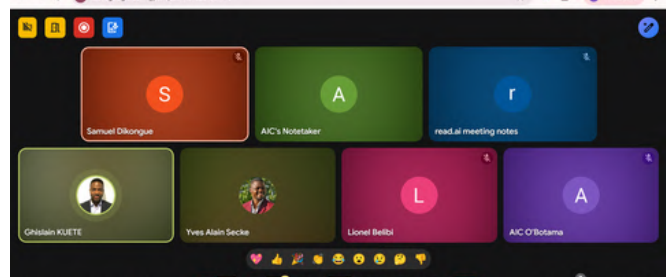 S
Samuel Dikongue
A
AIC's Notetaker
r
read.ai meeting notes
Ghislain KUETE
Yves Alain Secke
L
Lionel Belibi
A
AIC O'Botama